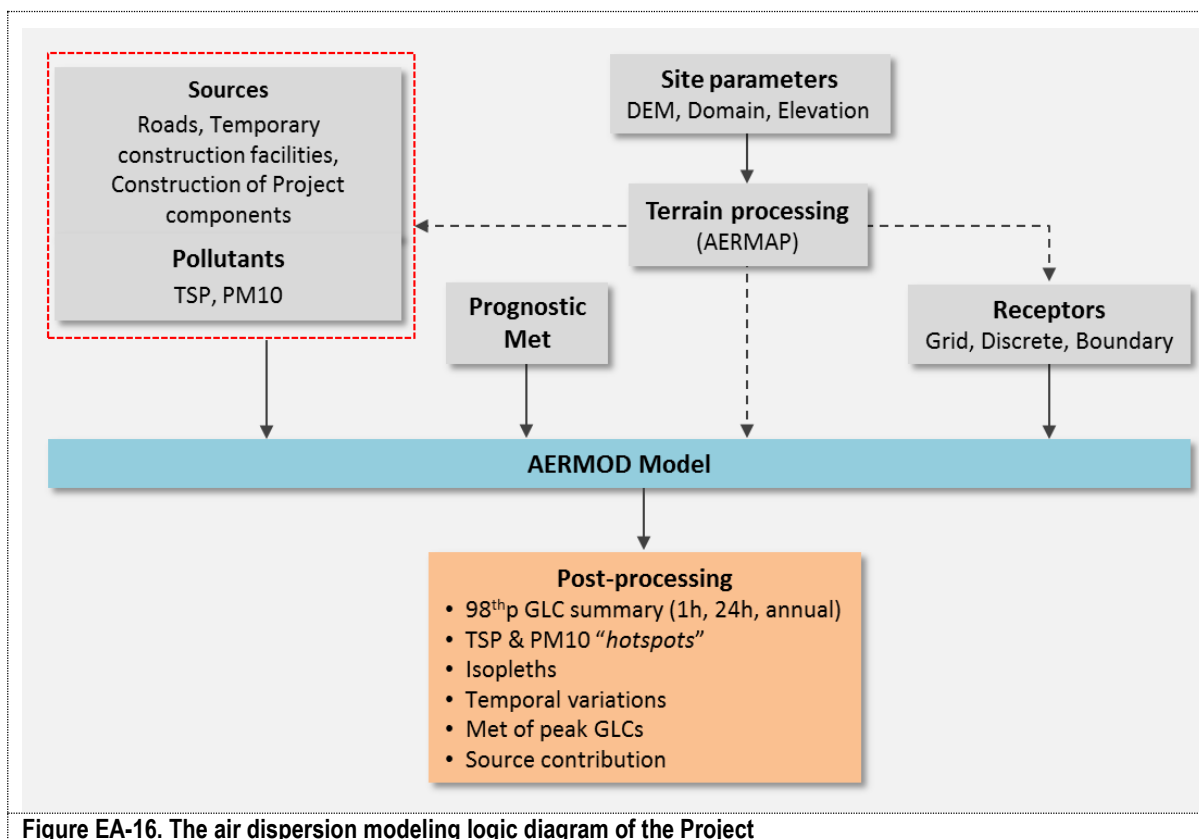 Sources
Roads, Temporary
construction facilities,
Construction of Project
components
Pollutants
TSP, PM10
Site parameters
DEM, Domain, Elevation
Terrain processing
(AERMAP)
Prognostic
Met
Receptors
Grid, Discrete, Boundary
AERMOD Model
Post-processing
• 98thp GLC summary (1h, 24h, annual)
• TSP & PM10 “hotspots”
• Isopleths
• Temporal variations
• Met of peak GLCs
• Source contribution
Figure EA-16. The air dispersion modeling logic diagram of the Project